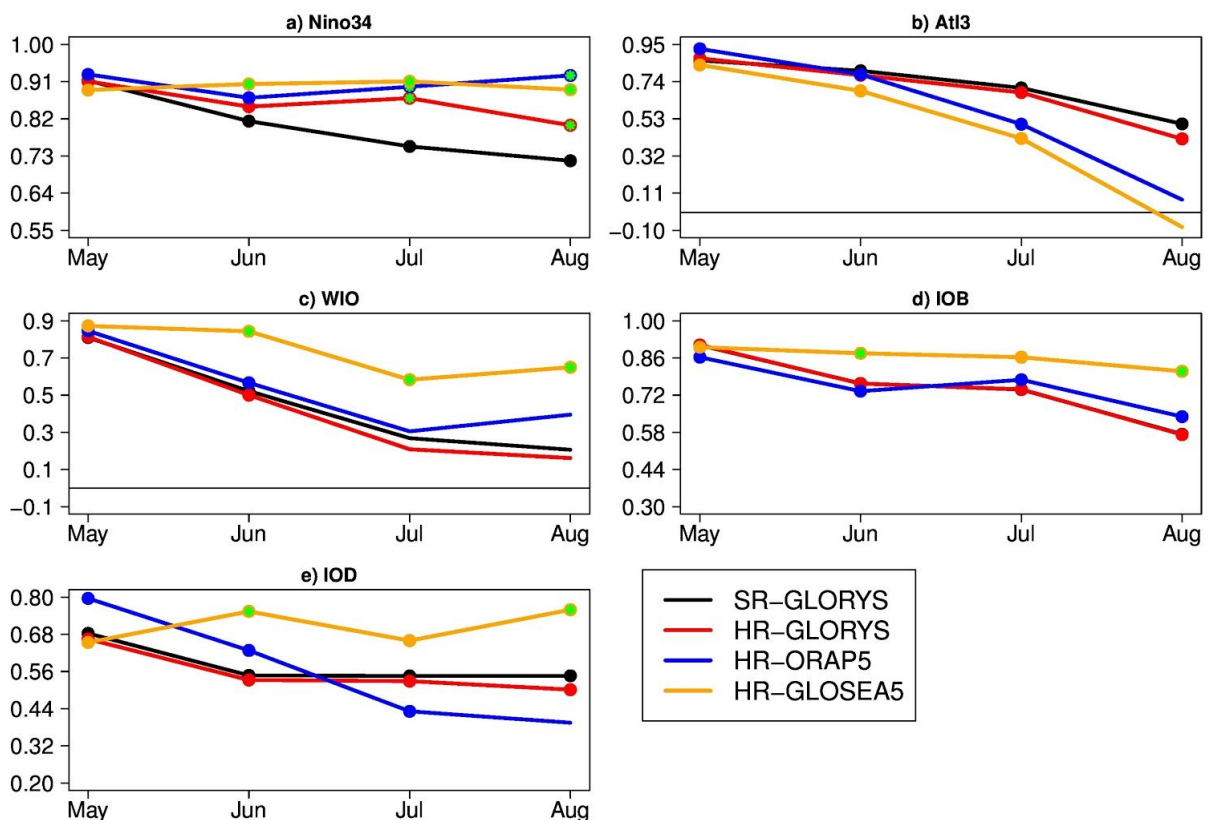 a) Nino34
1.00
0.91
0.82
0.73
0.64
0.55
May Jun Jul Aug
b) Atl3
0.95
0.74
0.53
0.32
0.11
−0.10
May Jun Jul Aug
c) WIO
0.9
0.7
0.5
0.3
0.1
−0.1
May Jun Jul Aug
d) IOB
1.00
0.86
0.72
0.58
0.44
0.30
May Jun Jul Aug
e) IOD
0.80
0.68
0.56
0.44
0.32
0.20
May Jun Jul Aug
SR−GLORYS
HR−GLORYS
HR−ORAP5
HR−GLOSEA5